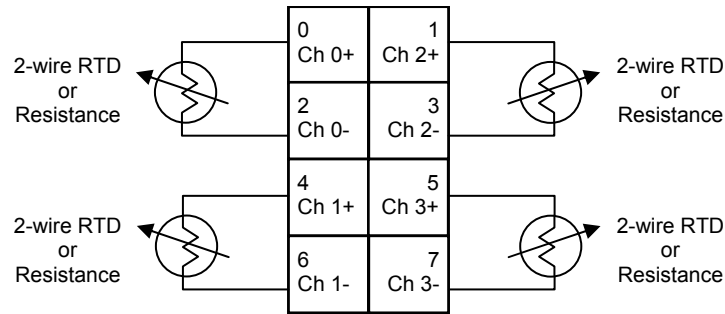 0
Ch 0+
1
Ch 2+
2-wire RTD
or
Resistance
2-wire RTD
or
Resistance
2
Ch 0-
3
Ch 2-
4
Ch 1+
5
Ch 3+
2-wire RTD
or
Resistance
2-wire RTD
or
Resistance
6
Ch 1-
7
Ch 3-